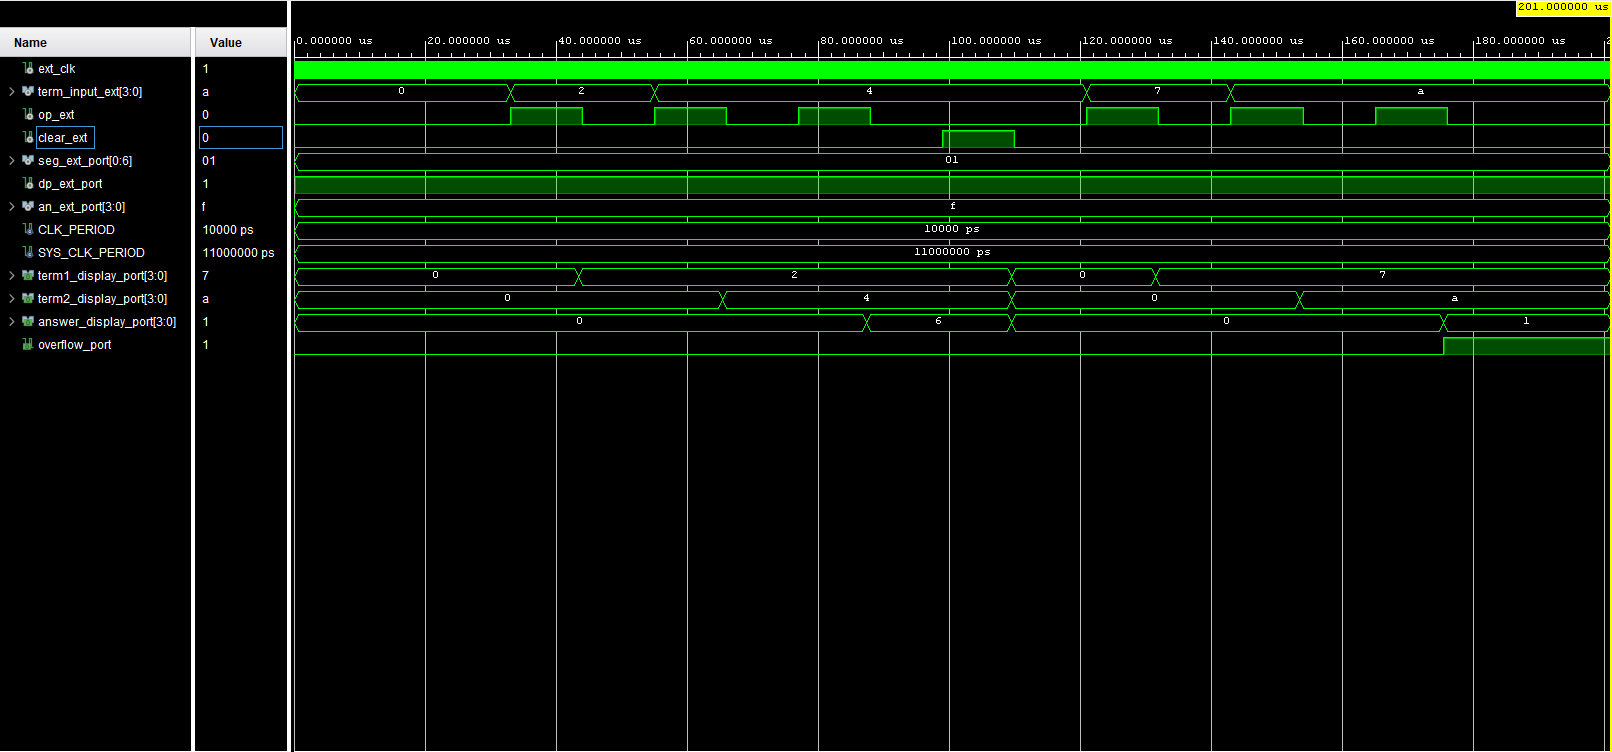 201.000000 us
Name Value
0.000000 us 20.000000 us 40.000000 us 60.000000 us 80.000000 us 100.000000 us 120.000000 us 140.000000 us 160.000000 us 180.000000 us 2
ext_clk 1
term_input_ext[3:0] a 0 2 4 7 a
op_ext 0
clear_ext 0
seg_ext_port[0:6] 01 01
dp_ext_port 1
an_ext_port[3:0] f f
CLK_PERIOD 10000 ps 10000 ps
SYS_CLK_PERIOD 11000000 ps 11000000 ps
term1_display_port[3:0] 7 0 2 0 7
term2_display_port[3:0] a 0 4 0 a
answer_display_port[3:0] 1 0 6 0 1
overflow_port 1